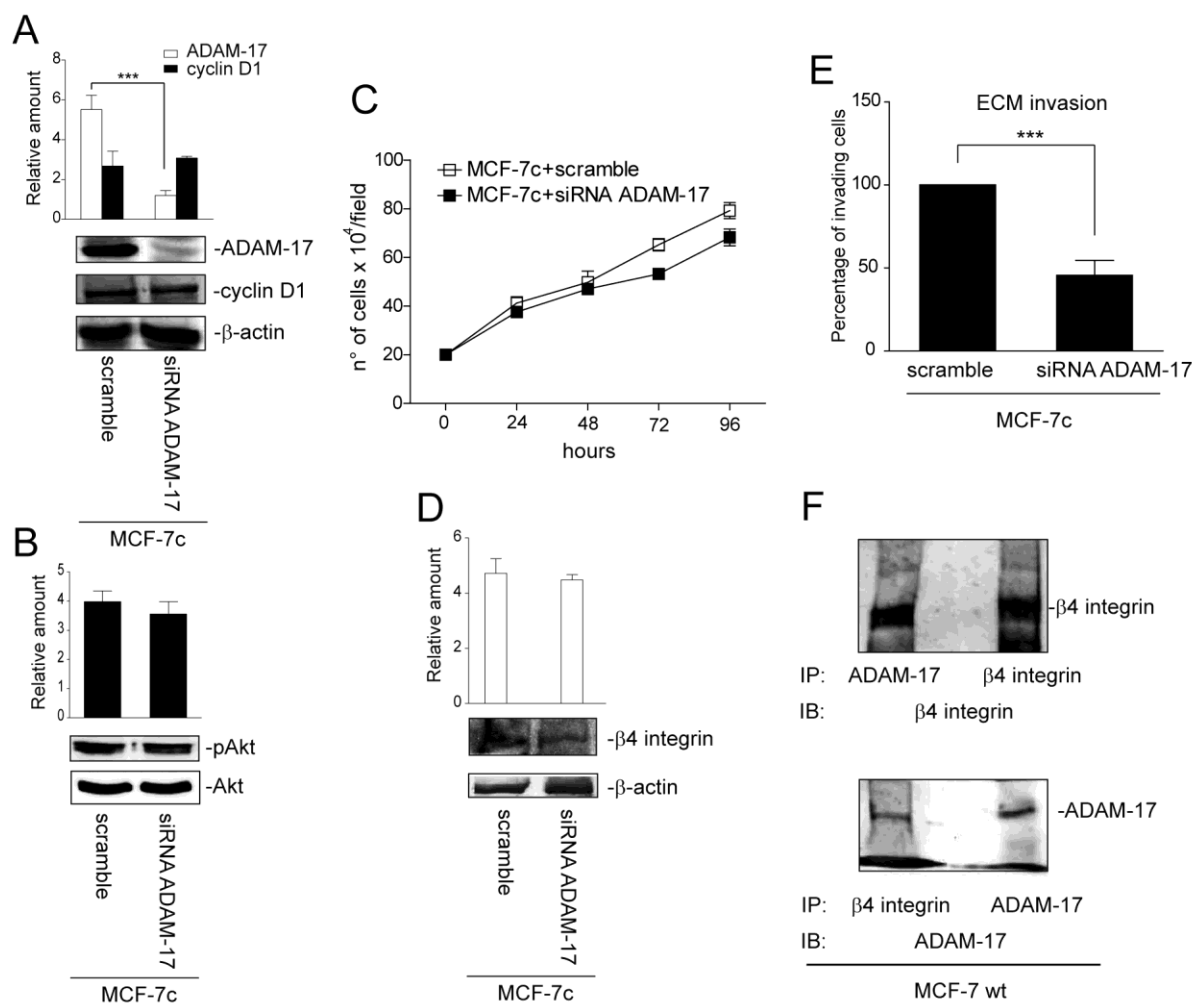 A
ADAM-17
cyclin D1
***
8
6
4
2
0
Relative amount
-ADAM-17
-cyclin D1
-β-actin
scramble
siRNA ADAM-17
MCF-7c
B
5
4
3
2
1
0
Relative amount
-pAkt
-Akt
scramble
siRNA ADAM-17
MCF-7c
C
MCF-7c+scramble
MCF-7c+siRNA ADAM-17
100
80
60
40
20
0
n° of cells x 10⁴/field
0 24 48 72 96
hours
D
6
4
2
0
Relative amount
-β4 integrin
-β-actin
scramble
siRNA ADAM-17
MCF-7c
E
ECM invasion
***
150
100
50
0
Percentage of invading cells
scramble siRNA ADAM-17
MCF-7c
F
-β4 integrin
IP: ADAM-17 β4 integrin
IB: β4 integrin
-ADAM-17
IP: β4 integrin ADAM-17
IB: ADAM-17
MCF-7 wt